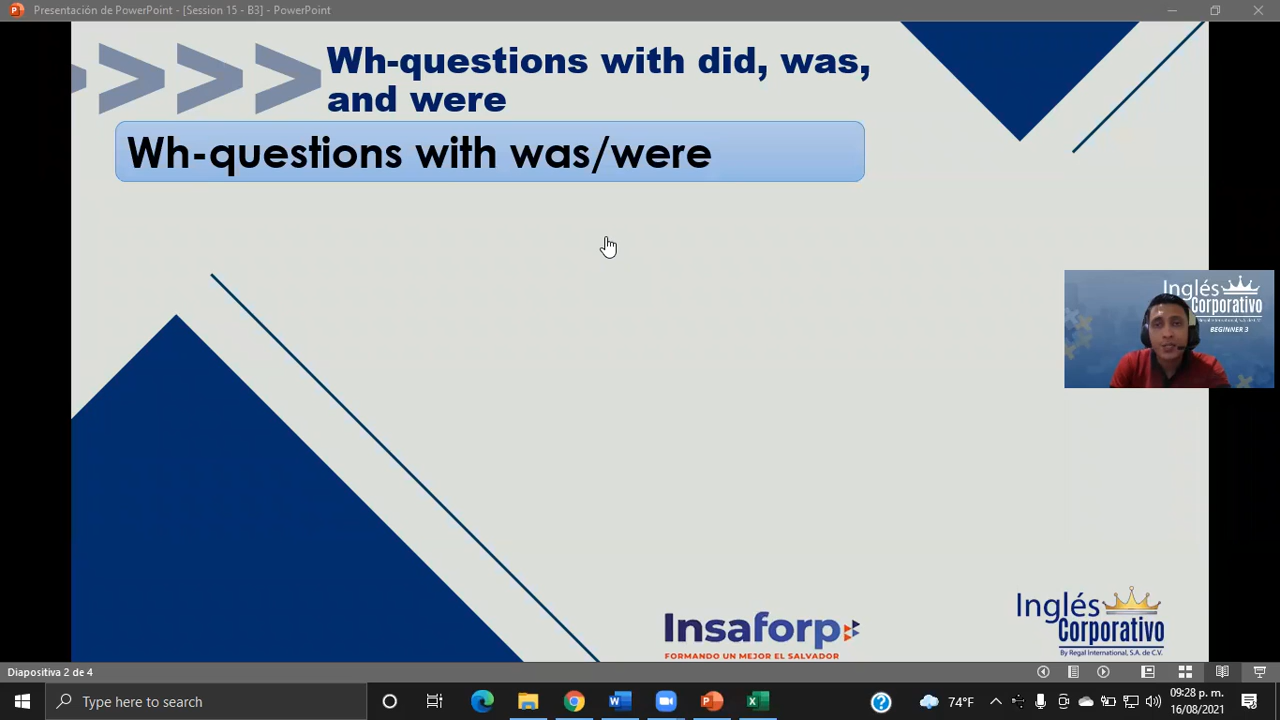 Presentación de PowerPoint - [Session 15 - B3] - PowerPoint
Wh-questions with did, was,
and were
Wh-questions with was/were
Inglés
Corporativo
BEGINNER 3
Insaforp
FORMANDO UN MEJOR EL SALVADOR
Inglés
Corporativo
By Regal International, S.A. de C.V.
Diapositiva 2 de 4
Type here to search
74°F
09:28 p. m.
16/08/2021